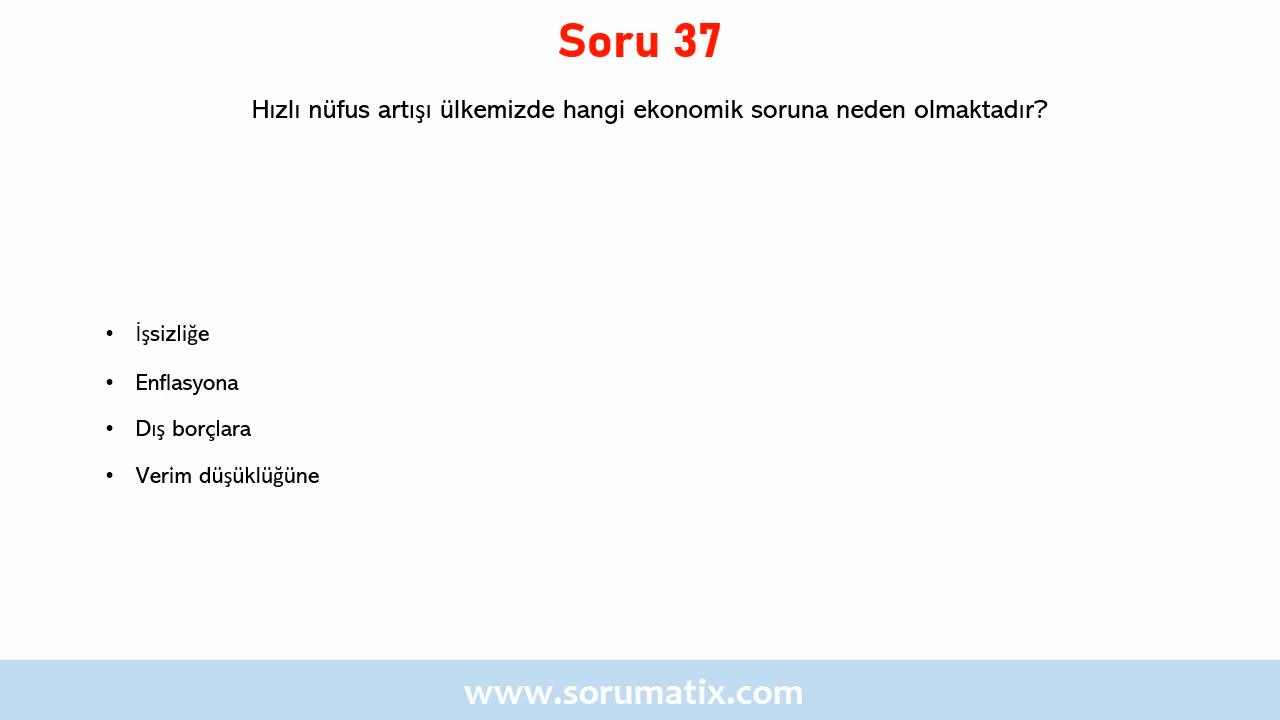 Soru 37
Hızlı nüfus artışı ülkemizde hangi ekonomik soruna neden olmaktadır?
• İşsizliğe
• Enflasyona
• Dış borçlara
• Verim düşüklüğüne
www.sorumatix.com